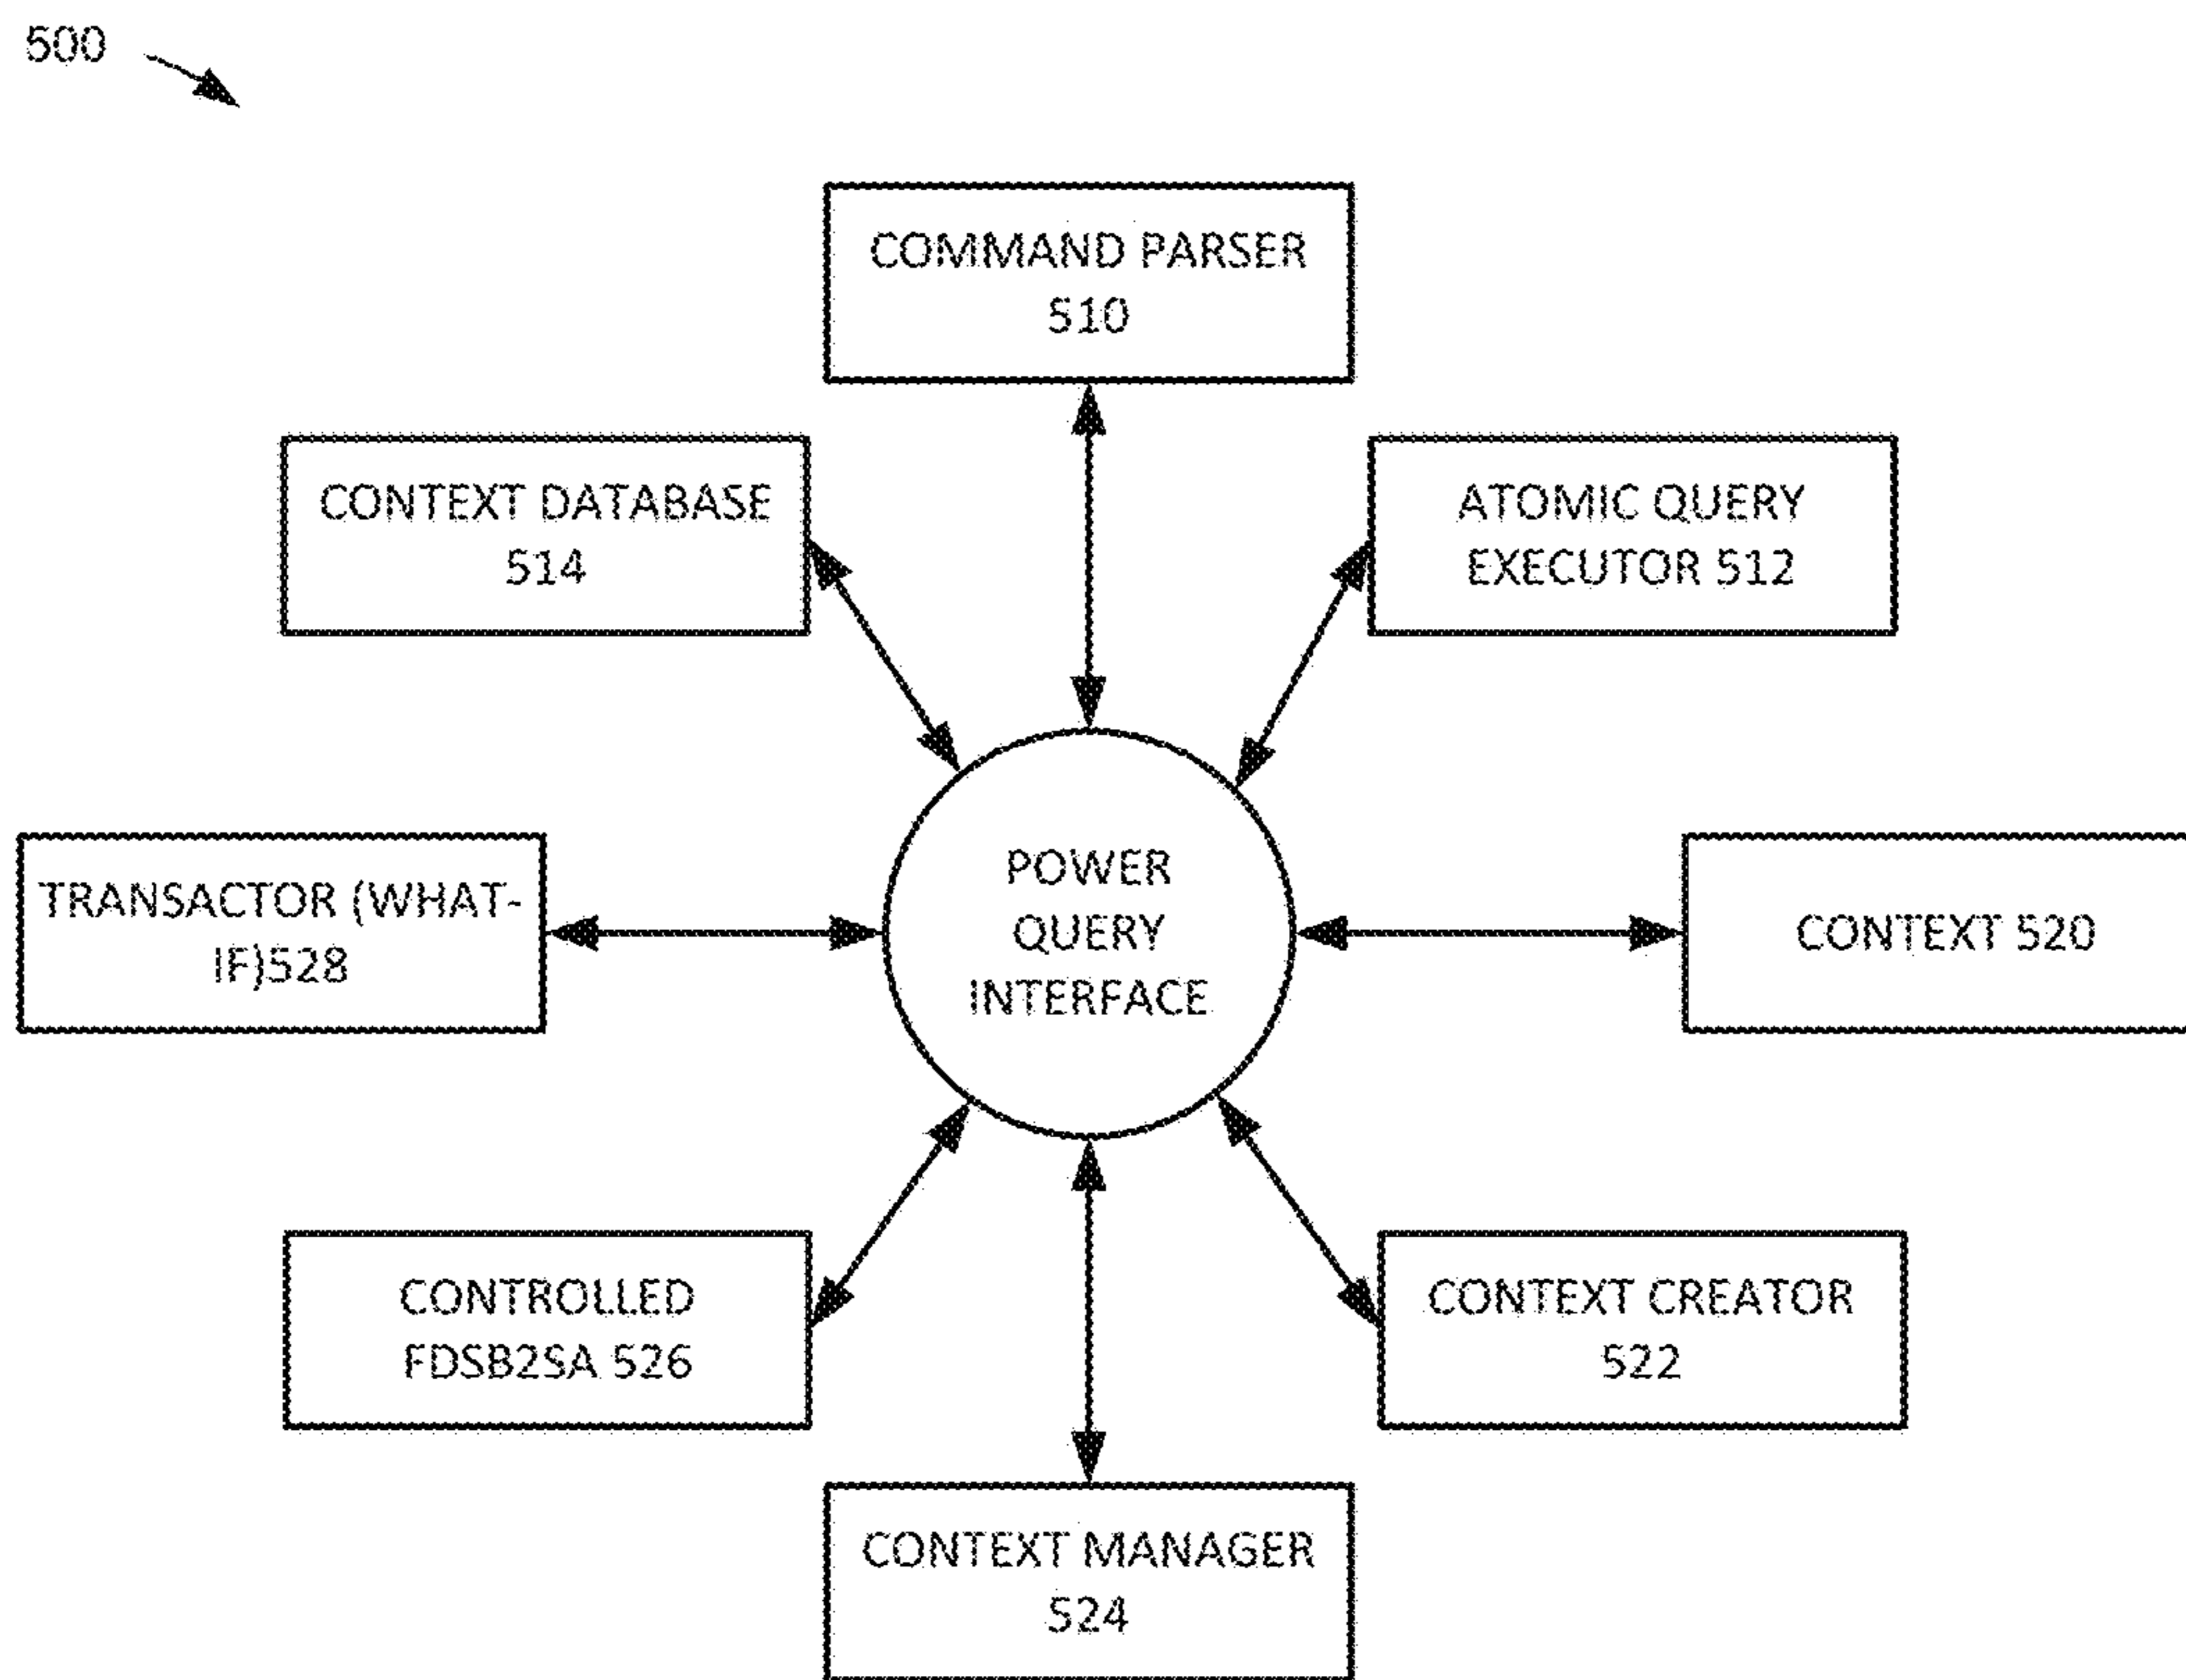 500
COMMAND PARSER
510
CONTEXT DATABASE
514
ATOMIC QUERY
EXECUTOR 512
TRANSACTOR (WHAT-
IF)528
POWER
QUERY
INTERFACE
CONTEXT 520
CONTROLLED
FDSB2SA 526
CONTEXT CREATOR
522
CONTEXT MANAGER
524